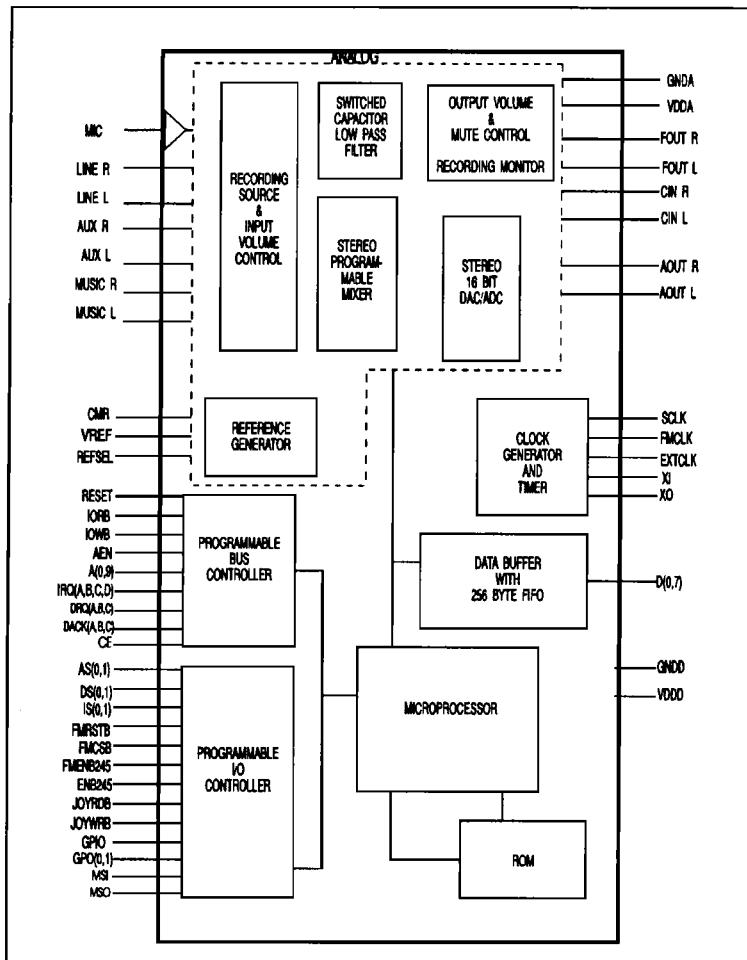 ANALOG
MIC
LINE R
LINE L
AUX R
AUX L
MUSIC R
MUSIC L
CMR
VREF
REFSEL
RESET
IORB
IOWB
AEN
A(0,9)
IRQ(A,B,C,D)
DRQ(A,B,C)
DACK(A,B,C)
CE
AS(0,1)
DS(0,1)
IS(0,1)
FMRSTB
FMCSB
FMENB245
ENB245
JOYRDB
JOYWRB
GPIO
GPO(0,1)
MSI
MSO
RECORDING
SOURCE
&
INPUT
VOLUME
CONTROL
SWITCHED
CAPACITOR
LOW PASS
FILTER
OUTPUT VOLUME
&
MUTE CONTROL
RECORDING MONITOR
STEREO
PROGRAM-
MABLE
MIXER
STEREO
16 BIT
DAC/ADC
REFERENCE
GENERATOR
CLOCK
GENERATOR
AND
TIMER
PROGRAMMABLE
BUS
CONTROLLER
DATA BUFFER
WITH
256 BYTE FIFO
MICROPROCESSOR
PROGRAMMABLE
I/O
CONTROLLER
ROM
GNDA
VDDA
FOUT R
FOUT L
CIN R
CIN L
AOUT R
AOUT L
SCLK
FMCLK
EXTCLK
XI
XO
D(0,7)
GNDD
VDDD